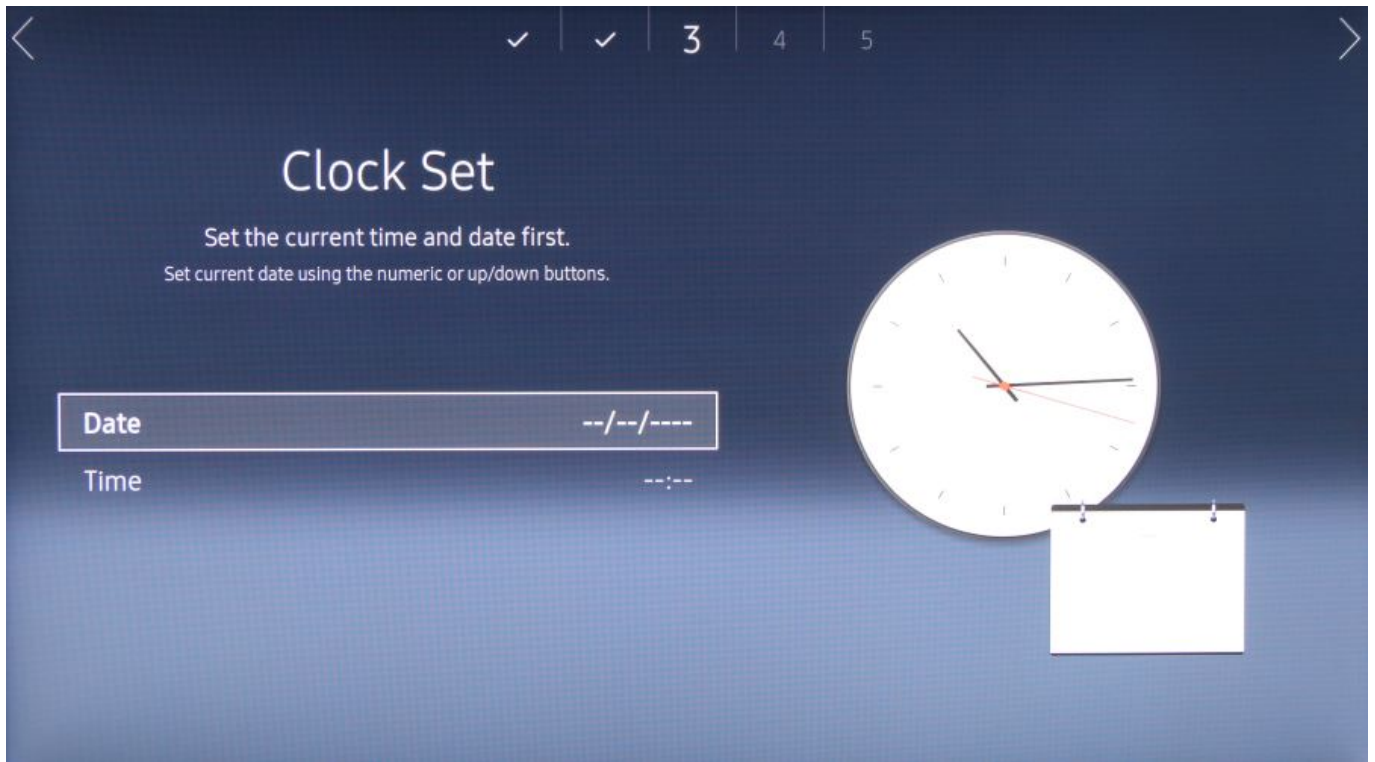 3 4 5
Clock Set
Set the current time and date first.
Set current date using the numeric or up/down buttons.
Date --/--/----
Time --:--